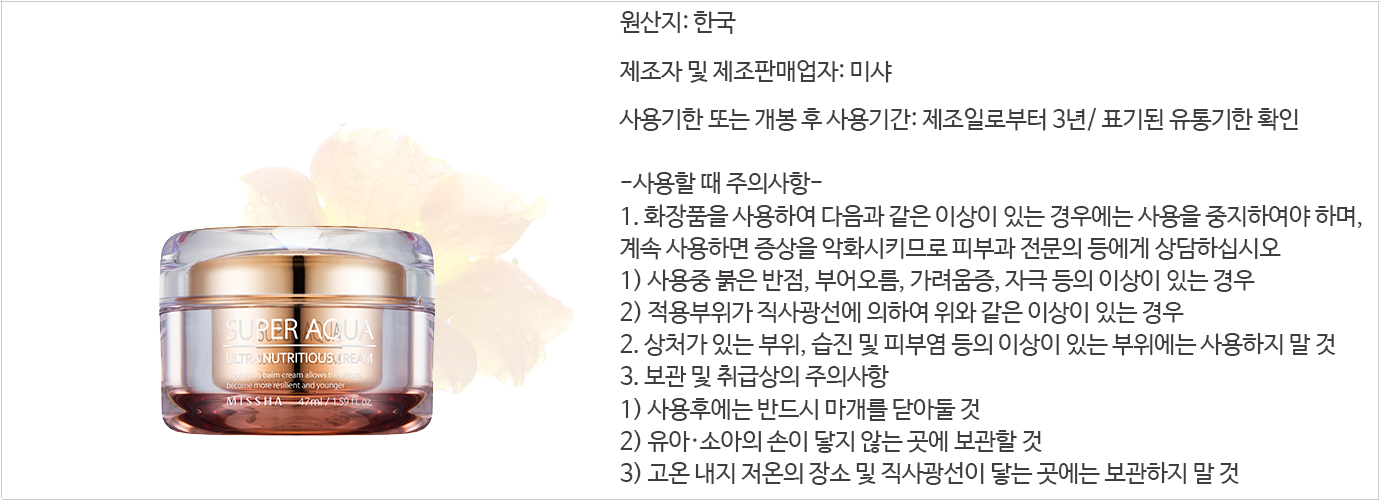 원산지: 한국
제조자 및 제조판매업자: 미샤
사용기한 또는 개봉 후 사용기간: 제조일로부터 3년/ 표기된 유통기한 확인
-사용할 때 주의사항-
1. 화장품을 사용하여 다음과 같은 이상이 있는 경우에는 사용을 중지하여야 하며,
계속 사용하면 증상을 악화시키므로 피부과 전문의 등에게 상담하십시오
1) 사용중 붉은 반점, 부어오름, 가려움증, 자극 등의 이상이 있는 경우
2) 적용부위가 직사광선에 의하여 위와 같은 이상이 있는 경우
2. 상처가 있는 부위, 습진 및 피부염 등의 이상이 있는 부위에는 사용하지 말 것
3. 보관 및 취급상의 주의사항
1) 사용후에는 반드시 마개를 닫아둘 것
2) 유아·소아의 손이 닿지 않는 곳에 보관할 것
3) 고온 내지 저온의 장소 및 직사광선이 닿는 곳에는 보관하지 말 것
SUPER AQUA
ULTRA NUTRITIOUS CREAM
balm cream allows the skin to
become more resilient and younger
MISSHA 47ml / 1.59 fl.oz.